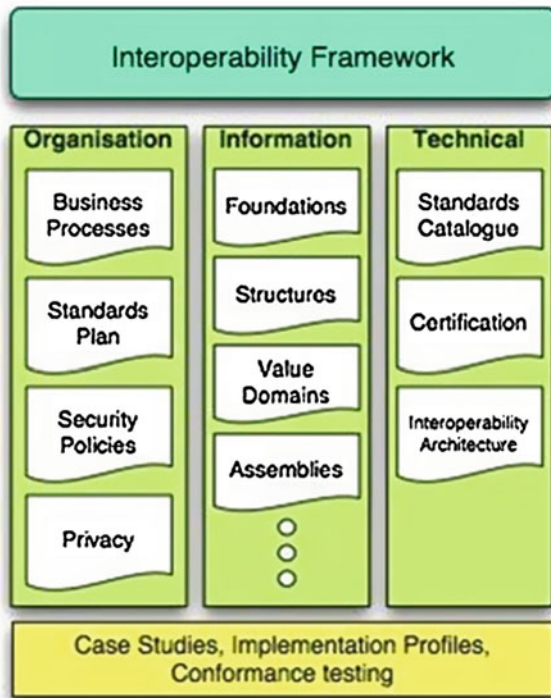 Interoperability Framework
Organisation
Business
Processes
Standards
Plan
Security
Policies
Privacy
Information
Foundations
Structures
Value
Domains
Assemblies
Technical
Standards
Catalogue
Certification
Interoperability
Architecture
Case Studies, Implementation Profiles,
Conformance testing